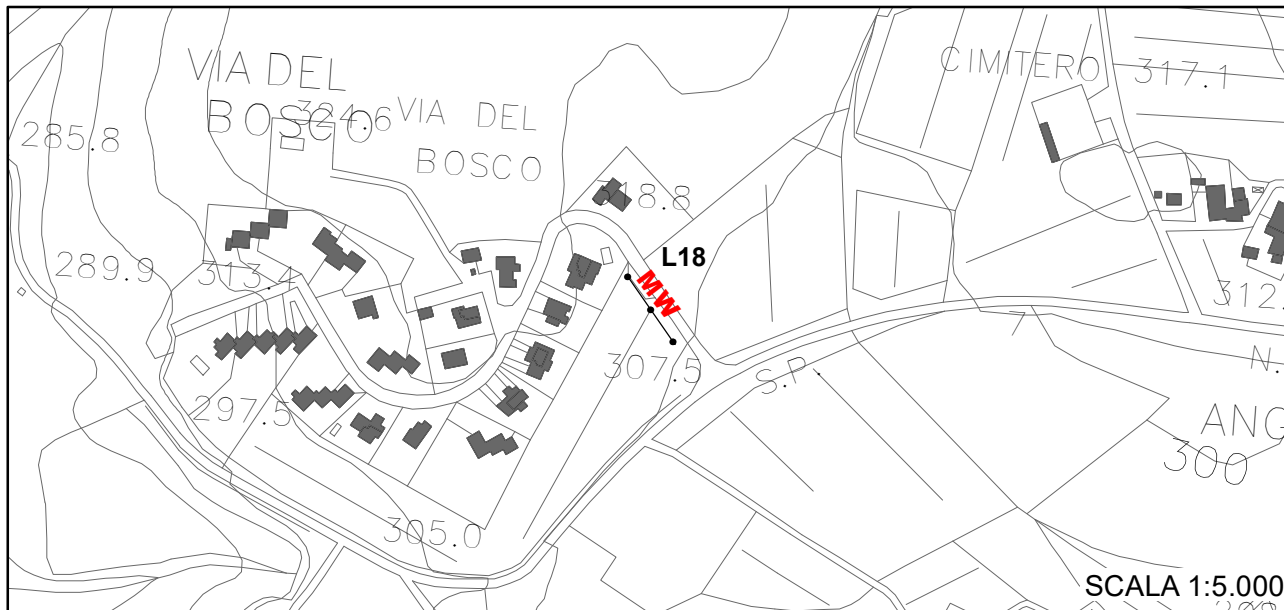 VIA DEL
BOSCO
324.6
VIA DEL
BOSCO
285.8
CIMITERO
317.1
318.8
L18
MW
289.9
313.4
307.5
S.P.
297.5
305.0
300
SCALA 1:5.000